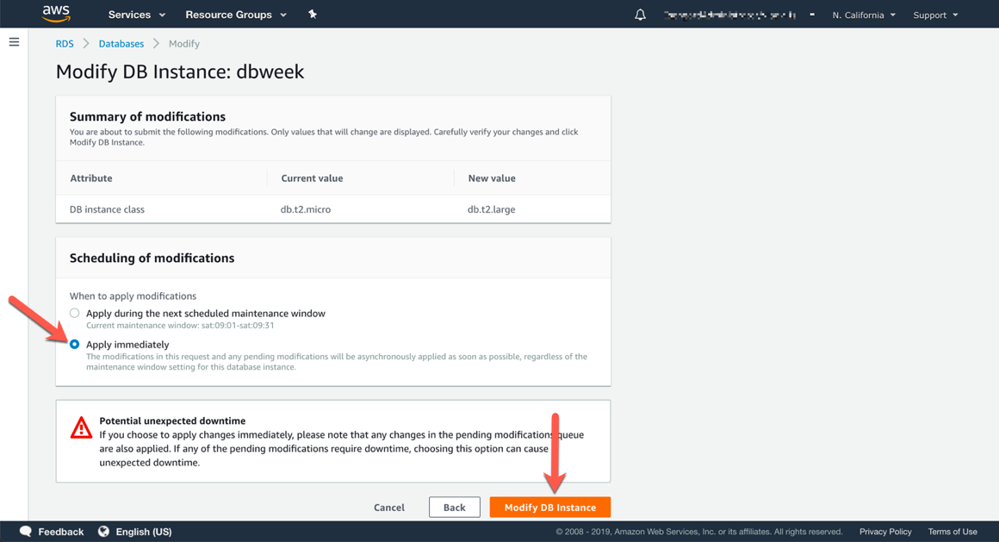 aws Services Resource Groups N. California Support
RDS Databases Modify
Modify DB Instance: dbweek
Summary of modifications
You are about to submit the following modifications. Only values that will change are displayed. Carefully verify your changes and click
Modify DB Instance.
Attribute Current value New value
DB instance class db.t2.micro db.t2.large
Scheduling of modifications
When to apply modifications
Apply during the next scheduled maintenance window
Current maintenance window: sat:09:01-sat:09:31
Apply immediately
The modifications in this request and any pending modifications will be asynchronously applied as soon as possible, regardless of the
maintenance window setting for this database instance.
Potential unexpected downtime
If you choose to apply changes immediately, please note that any changes in the pending modifications queue
are also applied. If any of the pending modifications require downtime, choosing this option can cause
unexpected downtime.
Cancel Back Modify DB Instance
Feedback English (US) © 2008 - 2019, Amazon Web Services, Inc. or its affiliates. All rights reserved. Privacy Policy Terms of Use